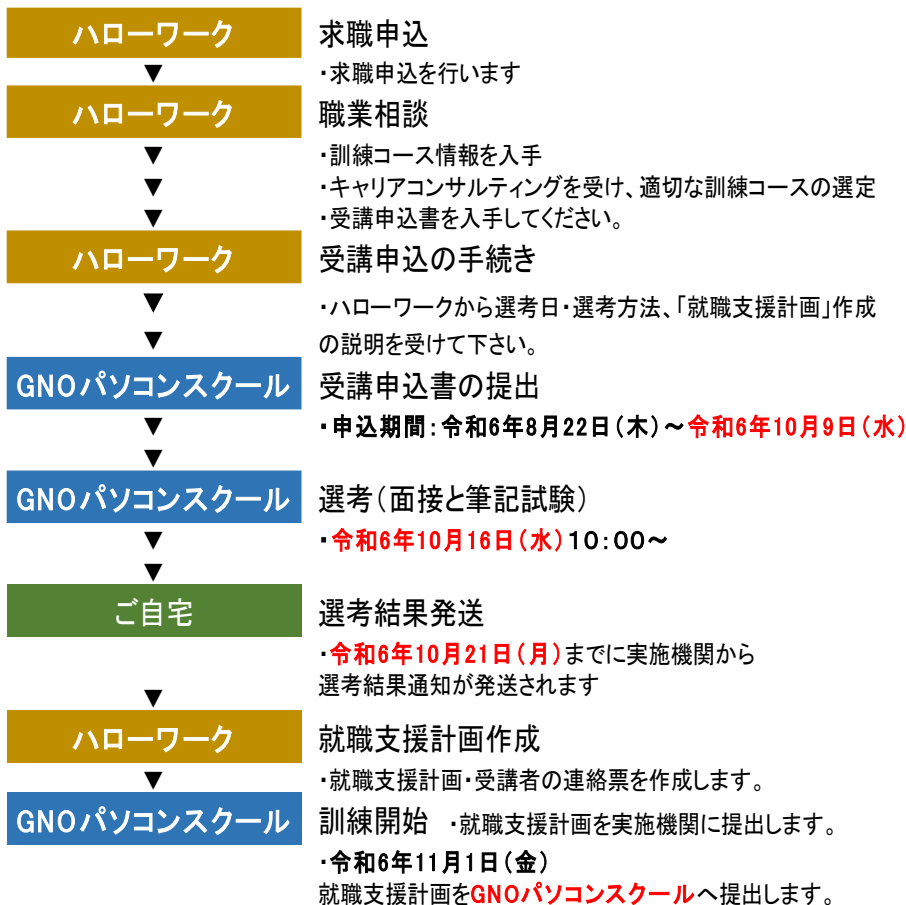 ハローワーク 求職申込
▼ ・求職申込を行います
ハローワーク 職業相談
▼ ・訓練コース情報を入手
▼ ・キャリアコンサルティングを受け、適切な訓練コースの選定
▼ ・受講申込書を入手してください。
ハローワーク 受講申込の手続き
▼ ・ハローワークから選考日・選考方法、「就職支援計画」作成
▼ の説明を受けて下さい。
GNOパソコンスクール 受講申込書の提出
▼ ・申込期間：令和6年8月22日（木）～令和6年10月9日（水）
▼
GNOパソコンスクール 選考（面接と筆記試験）
▼ ・令和6年10月16日（水）10：00～
▼
ご自宅 選考結果発送
・令和6年10月21日（月）までに実施機関から
選考結果通知が発送されます
▼
ハローワーク 就職支援計画作成
▼ ・就職支援計画・受講者の連絡票を作成します。
GNOパソコンスクール 訓練開始 ・就職支援計画を実施機関に提出します。
・令和6年11月1日（金）
就職支援計画をGNOパソコンスクールへ提出します。